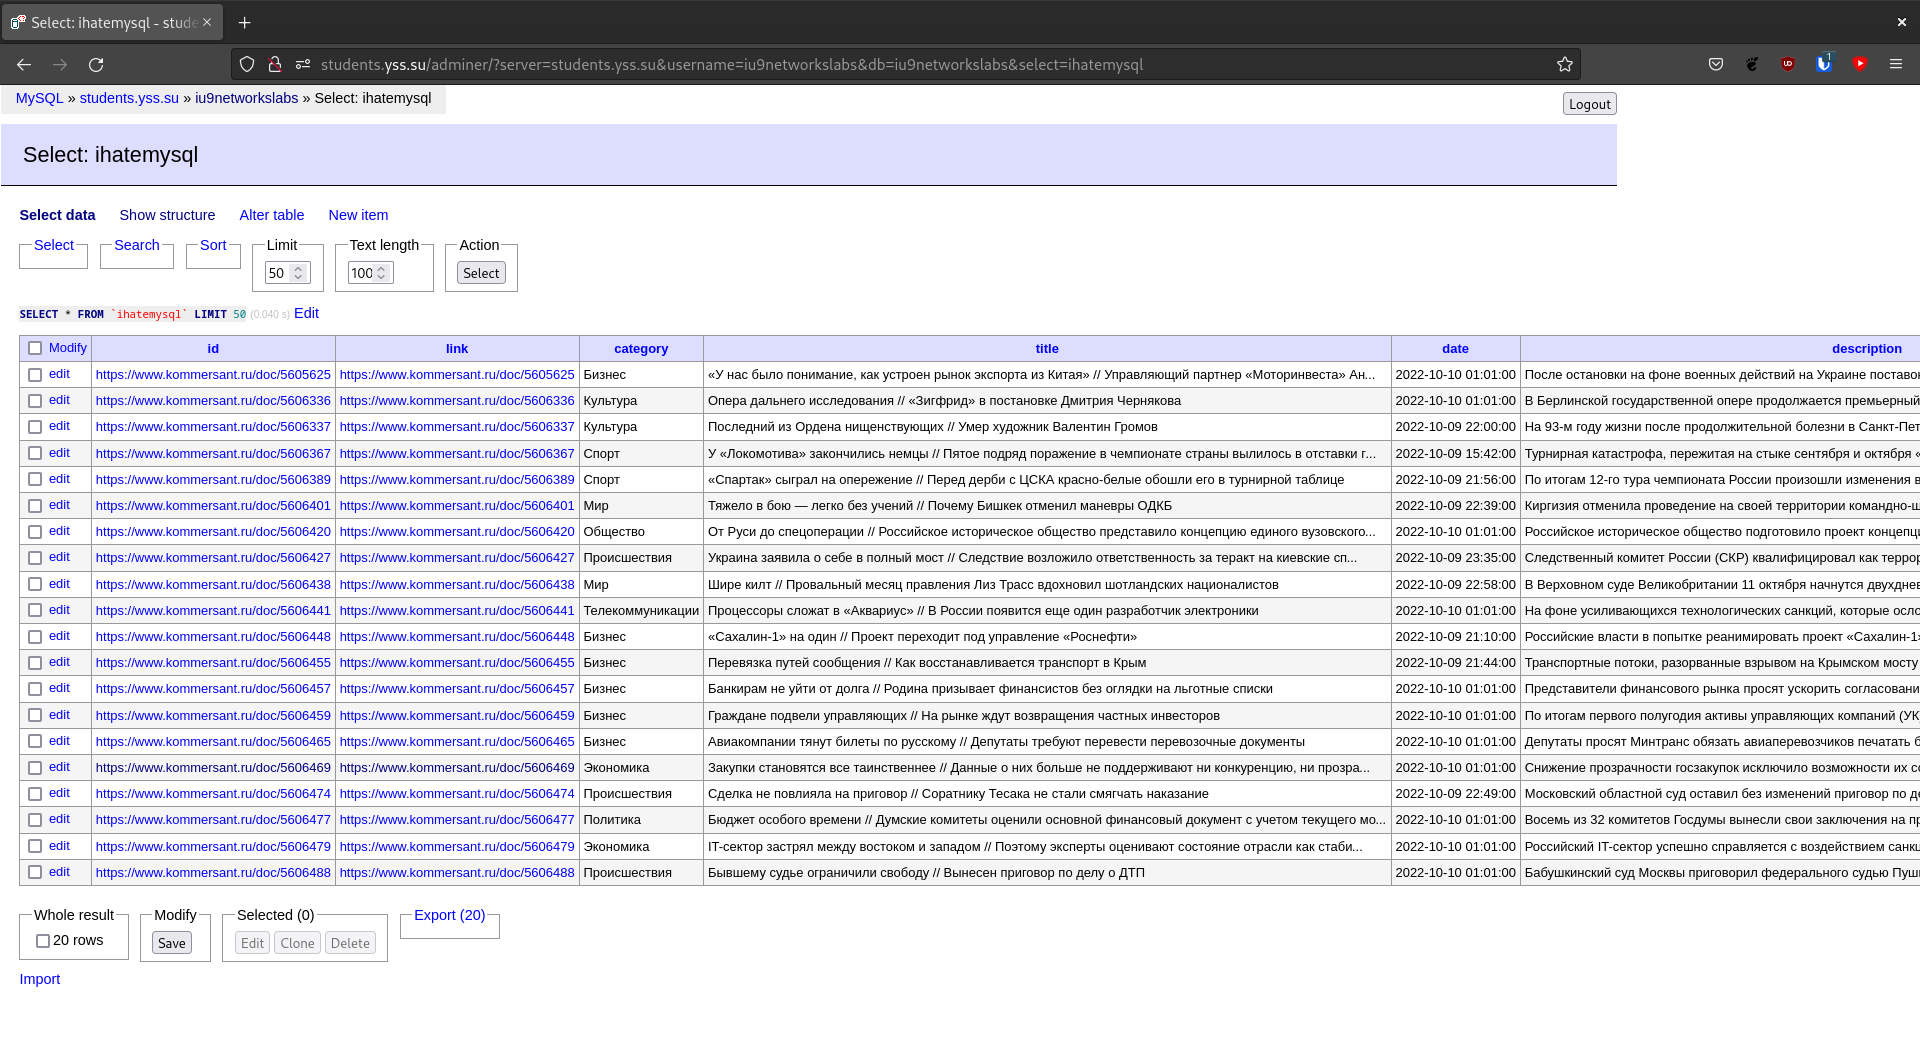 Select: ihatemysql - stude
students.yss.su/adminer/?server=students.yss.su&username=iu9networkslabs&db=iu9networkslabs&select=ihatemysql
1
MySQL » students.yss.su » iu9networkslabs » Select: ihatemysql
Logout
Select: ihatemysql
Select data Show structure Alter table New item
Select Search Sort Limit Text length Action
50 100 Select
SELECT * FROM `ihatemysql` LIMIT 50 (0.040 s) Edit
Modify id link category title date description
edit https://www.kommersant.ru/doc/5605625 https://www.kommersant.ru/doc/5605625 Бизнес «У нас было понимание, как устроен рынок экспорта из Китая» // Управляющий партнер «Моторинвеста» Ан... 2022-10-10 01:01:00 После остановки на фоне военных действий на Украине поставок
edit https://www.kommersant.ru/doc/5606336 https://www.kommersant.ru/doc/5606336 Культура Опера дальнего исследования // «Зигфрид» в постановке Дмитрия Чернякова 2022-10-10 01:01:00 В Берлинской государственной опере продолжается премьерный
edit https://www.kommersant.ru/doc/5606337 https://www.kommersant.ru/doc/5606337 Культура Последний из Ордена нищенствующих // Умер художник Валентин Громов 2022-10-09 22:00:00 На 93-м году жизни после продолжительной болезни в Санкт-Пет
edit https://www.kommersant.ru/doc/5606367 https://www.kommersant.ru/doc/5606367 Спорт У «Локомотива» закончились немцы // Пятое подряд поражение в чемпионате страны вылилось в отставки г... 2022-10-09 15:42:00 Турнирная катастрофа, пережитая на стыке сентября и октября «
edit https://www.kommersant.ru/doc/5606389 https://www.kommersant.ru/doc/5606389 Спорт «Спартак» сыграл на опережение // Перед дерби с ЦСКА красно-белые обошли его в турнирной таблице 2022-10-09 21:56:00 По итогам 12-го тура чемпионата России произошли изменения в
edit https://www.kommersant.ru/doc/5606401 https://www.kommersant.ru/doc/5606401 Мир Тяжело в бою — легко без учений // Почему Бишкек отменил маневры ОДКБ 2022-10-09 22:39:00 Киргизия отменила проведение на своей территории командно-ш
edit https://www.kommersant.ru/doc/5606420 https://www.kommersant.ru/doc/5606420 Общество От Руси до спецоперации // Российское историческое общество представило концепцию единого вузовского... 2022-10-10 01:01:00 Российское историческое общество подготовило проект концепци
edit https://www.kommersant.ru/doc/5606427 https://www.kommersant.ru/doc/5606427 Происшествия Украина заявила о себе в полный мост // Следствие возложило ответственность за теракт на киевские сп... 2022-10-09 23:35:00 Следственный комитет России (СКР) квалифицировал как террор
edit https://www.kommersant.ru/doc/5606438 https://www.kommersant.ru/doc/5606438 Мир Шире килт // Провальный месяц правления Лиз Трасс вдохновил шотландских националистов 2022-10-09 22:58:00 В Верховном суде Великобритании 11 октября начнутся двухднев
edit https://www.kommersant.ru/doc/5606441 https://www.kommersant.ru/doc/5606441 Телекоммуникации Процессоры сложат в «Аквариус» // В России появится еще один разработчик электроники 2022-10-10 01:01:00 На фоне усиливающихся технологических санкций, которые осло
edit https://www.kommersant.ru/doc/5606448 https://www.kommersant.ru/doc/5606448 Бизнес «Сахалин-1» на один // Проект переходит под управление «Роснефти» 2022-10-09 21:10:00 Российские власти в попытке реанимировать проект «Сахалин-1»
edit https://www.kommersant.ru/doc/5606455 https://www.kommersant.ru/doc/5606455 Бизнес Перевязка путей сообщения // Как восстанавливается транспорт в Крым 2022-10-09 21:44:00 Транспортные потоки, разорванные взрывом на Крымском мосту
edit https://www.kommersant.ru/doc/5606457 https://www.kommersant.ru/doc/5606457 Бизнес Банкирам не уйти от долга // Родина призывает финансистов без оглядки на льготные списки 2022-10-10 01:01:00 Представители финансового рынка просят ускорить согласовани
edit https://www.kommersant.ru/doc/5606459 https://www.kommersant.ru/doc/5606459 Бизнес Граждане подвели управляющих // На рынке ждут возвращения частных инвесторов 2022-10-10 01:01:00 По итогам первого полугодия активы управляющих компаний (УК
edit https://www.kommersant.ru/doc/5606465 https://www.kommersant.ru/doc/5606465 Бизнес Авиакомпании тянут билеты по русскому // Депутаты требуют перевести перевозочные документы 2022-10-10 01:01:00 Депутаты просят Минтранс обязать авиаперевозчиков печатать б
edit https://www.kommersant.ru/doc/5606469 https://www.kommersant.ru/doc/5606469 Экономика Закупки становятся все таинственнее // Данные о них больше не поддерживают ни конкуренцию, ни прозра... 2022-10-10 01:01:00 Снижение прозрачности госзакупок исключило возможности их со
edit https://www.kommersant.ru/doc/5606474 https://www.kommersant.ru/doc/5606474 Происшествия Сделка не повлияла на приговор // Соратнику Тесака не стали смягчать наказание 2022-10-09 22:49:00 Московский областной суд оставил без изменений приговор по де
edit https://www.kommersant.ru/doc/5606477 https://www.kommersant.ru/doc/5606477 Политика Бюджет особого времени // Думские комитеты оценили основной финансовый документ с учетом текущего мо... 2022-10-10 01:01:00 Восемь из 32 комитетов Госдумы вынесли свои заключения на пр
edit https://www.kommersant.ru/doc/5606479 https://www.kommersant.ru/doc/5606479 Экономика IT-сектор застрял между востоком и западом // Поэтому эксперты оценивают состояние отрасли как стаби... 2022-10-10 01:01:00 Российский IT-сектор успешно справляется с воздействием санкц
edit https://www.kommersant.ru/doc/5606488 https://www.kommersant.ru/doc/5606488 Происшествия Бывшему судье ограничили свободу // Вынесен приговор по делу о ДТП 2022-10-10 01:01:00 Бабушкинский суд Москвы приговорил федерального судью Пуш
Whole result Modify Selected (0) Export (20)
20 rows Save Edit Clone Delete
Import